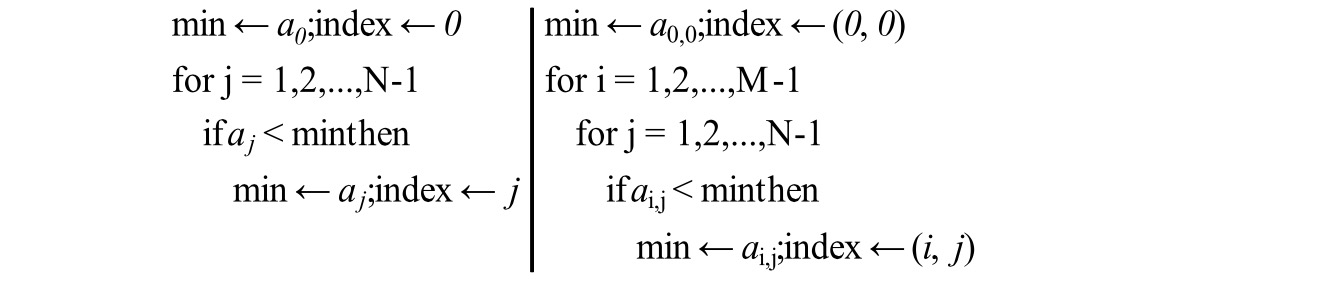 min ← a0;index ← 0
for j = 1,2,...,N-1
if aj < minthen
min ← aj;index ← j
min ← a0,0;index ← (0, 0)
for i = 1,2,...,M-1
for j = 1,2,...,N-1
if ai,j < minthen
min ← ai,j;index ← (i, j)